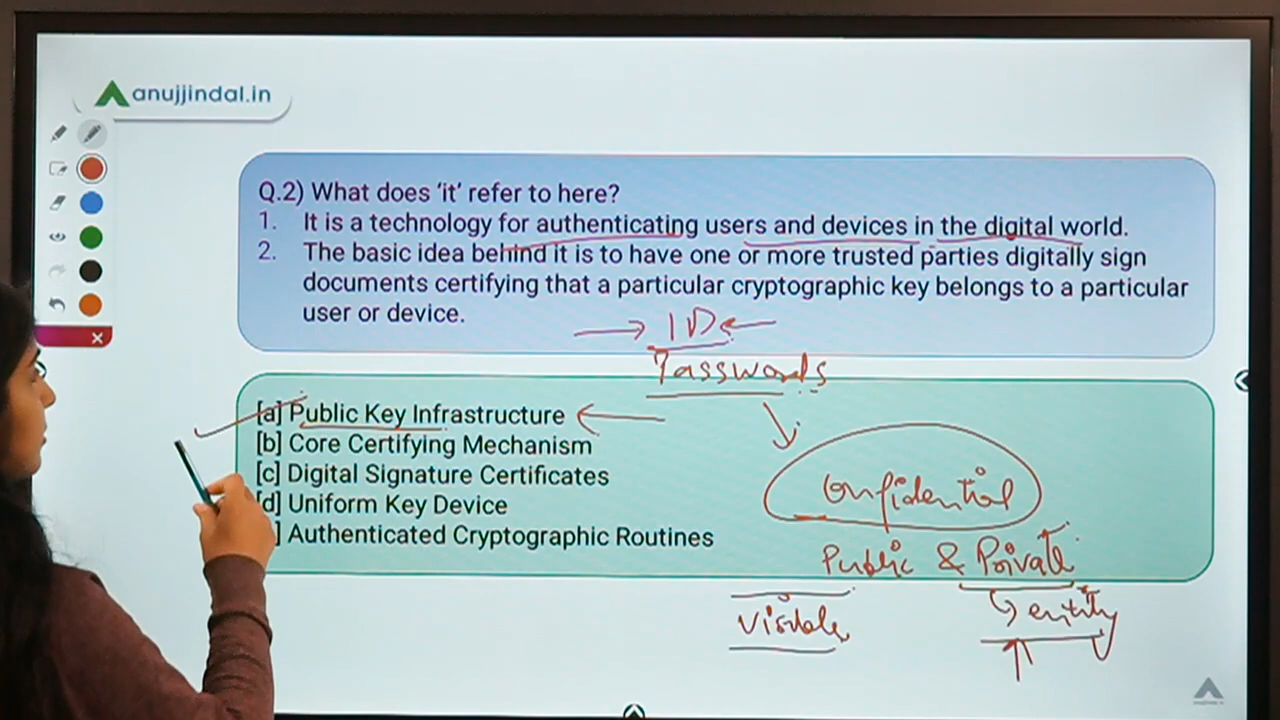 anujjindal.in
Q.2) What does ‘it’ refer to here?
1. It is a technology for authenticating users and devices in the digital world.
2. The basic idea behind it is to have one or more trusted parties digitally sign
documents certifying that a particular cryptographic key belongs to a particular
user or device.
→ IDs ←
Passwords
[a] Public Key Infrastructure
[b] Core Certifying Mechanism
[c] Digital Signature Certificates
[d] Uniform Key Device
] Authenticated Cryptographic Routines
Confidential
Public & Private
Visible
entity